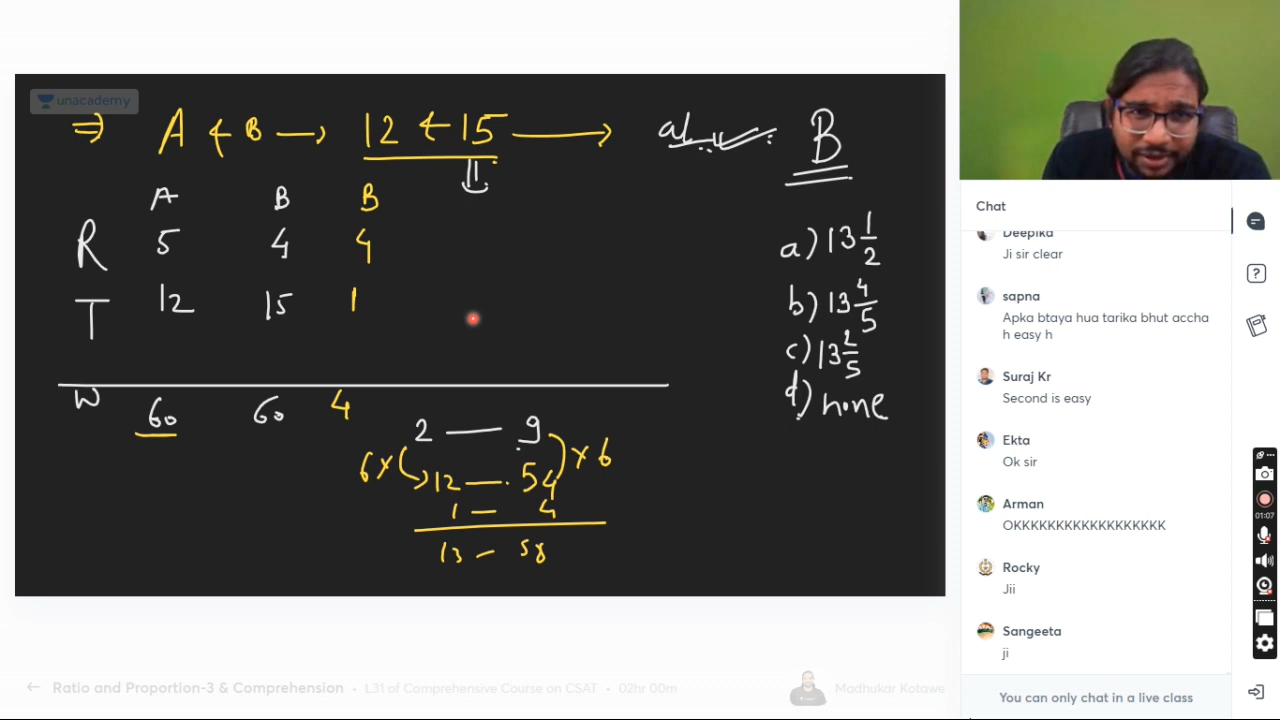 unacademy
⇒ A & B → 12 & 15 → alt. B
A B B
R 5 4 4
T 12 15 1
W 60 60 4
2 — 9
6× 12 — 54 ×6
1 — 4
13 — 58
a) 13 1/2
b) 13 4/5
c) 13 2/5
d) none
Chat
Deepika
Ji sir clear
sapna
Apka btaya hua tarika bhut accha
h easy h
Suraj Kr
Second is easy
Ekta
Ok sir
Arman
OKKKKKKKKKKKKKKKKKK
Rocky
Jii
Sangeeta
ji
You can only chat in a live class
01:07
← Ratio and Proportion-3 & Comprehension • L31 of Comprehensive Course on CSAT • 02hr 00m
Madhukar Kotawe